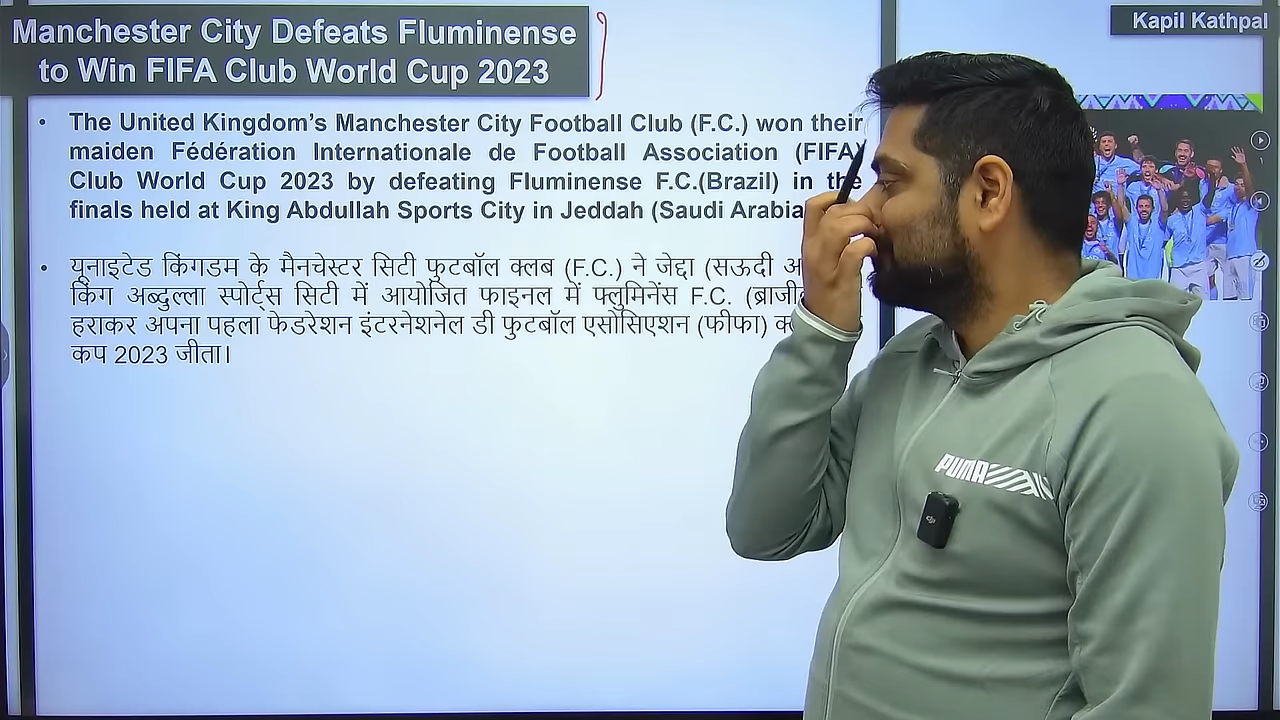 Manchester City Defeats Fluminense
to Win FIFA Club World Cup 2023
Kapil Kathpal
• The United Kingdom's Manchester City Football Club (F.C.) won their
maiden Fédération Internationale de Football Association (FIFA)
Club World Cup 2023 by defeating Fluminense F.C.(Brazil) in the
finals held at King Abdullah Sports City in Jeddah (Saudi Arabia
• यूनाइटेड किंगडम के मैनचेस्टर सिटी फुटबॉल क्लब (F.C.) ने जेद्दा (सऊदी
किंग अब्दुल्ला स्पोर्ट्स सिटी में आयोजित फाइनल में फ्लुमिनेंस F.C.
हराकर अपना पहला फेडरेशन इंटरनेशनेल डी फुटबॉल एसोसिएशन (फीफा)
कप 2023 जीता।
PUMA
dji